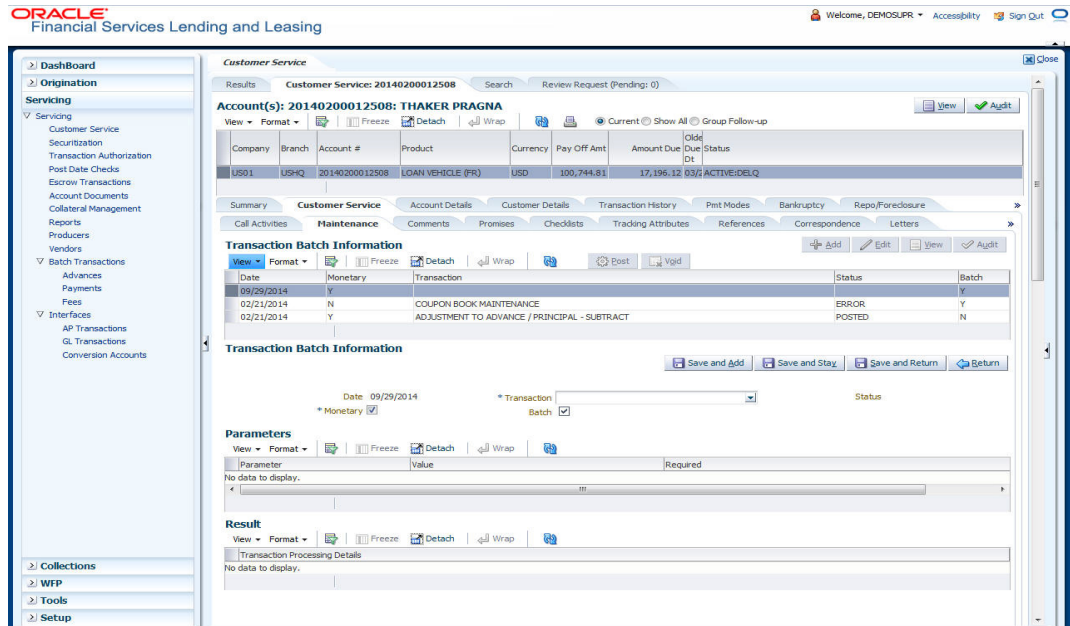 ORACLE
Financial Services Lending and Leasing
Welcome, DEMOSUPR Accessibility Sign Out
Close
DashBoard
Origination
Servicing
Servicing
Customer Service
Securitization
Transaction Authorization
Post Date Checks
Escrow Transactions
Account Documents
Collateral Management
Reports
Producers
Vendors
Batch Transactions
Advances
Payments
Fees
Interfaces
AP Transactions
GL Transactions
Conversion Accounts
Collections
WFP
Tools
Setup
Customer Service
Results Customer Service: 20140200012508 Search Review Request (Pending: 0)
Account(s): 20140200012508: THAKER PRAGNA View Audit
View Format Freeze Detach Wrap Current Show All Group Follow-up
Company Branch Account # Product Currency Pay Off Amt Amount Due Olde Due Dt Status
US01 USHQ 20140200012508 LOAN VEHICLE (FR) USD 100,744.81 17,196.12 03/2 ACTIVE:DELQ
Summary Customer Service Account Details Customer Details Transaction History Pmt Modes Bankruptcy Repo/Foreclosure »
Call Activities Maintenance Comments Promises Checklists Tracking Attributes References Correspondence Letters »
Transaction Batch Information Add Edit View Audit
View Format Freeze Detach Wrap Post Void
Date Monetary Transaction Status Batch
09/29/2014 Y Y
02/21/2014 N COUPON BOOK MAINTENANCE ERROR Y
02/21/2014 Y ADJUSTMENT TO ADVANCE / PRINCIPAL - SUBTRACT POSTED N
Transaction Batch Information
Save and Add Save and Stay Save and Return Return
Date 09/29/2014 * Transaction Status
* Monetary Batch
Parameters
View Format Freeze Detach Wrap
Parameter Value Required
No data to display.
Result
View Format Freeze Detach Wrap
Transaction Processing Details
No data to display.